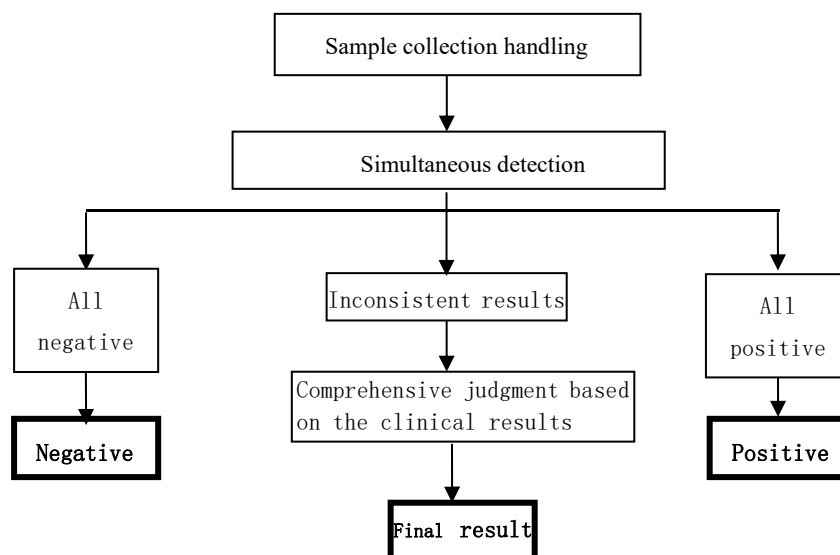 Sample collection handling
Simultaneous detection
All
negative
Inconsistent results
All
positive
Comprehensive judgment based
on the clinical results
Negative
Positive
Final result